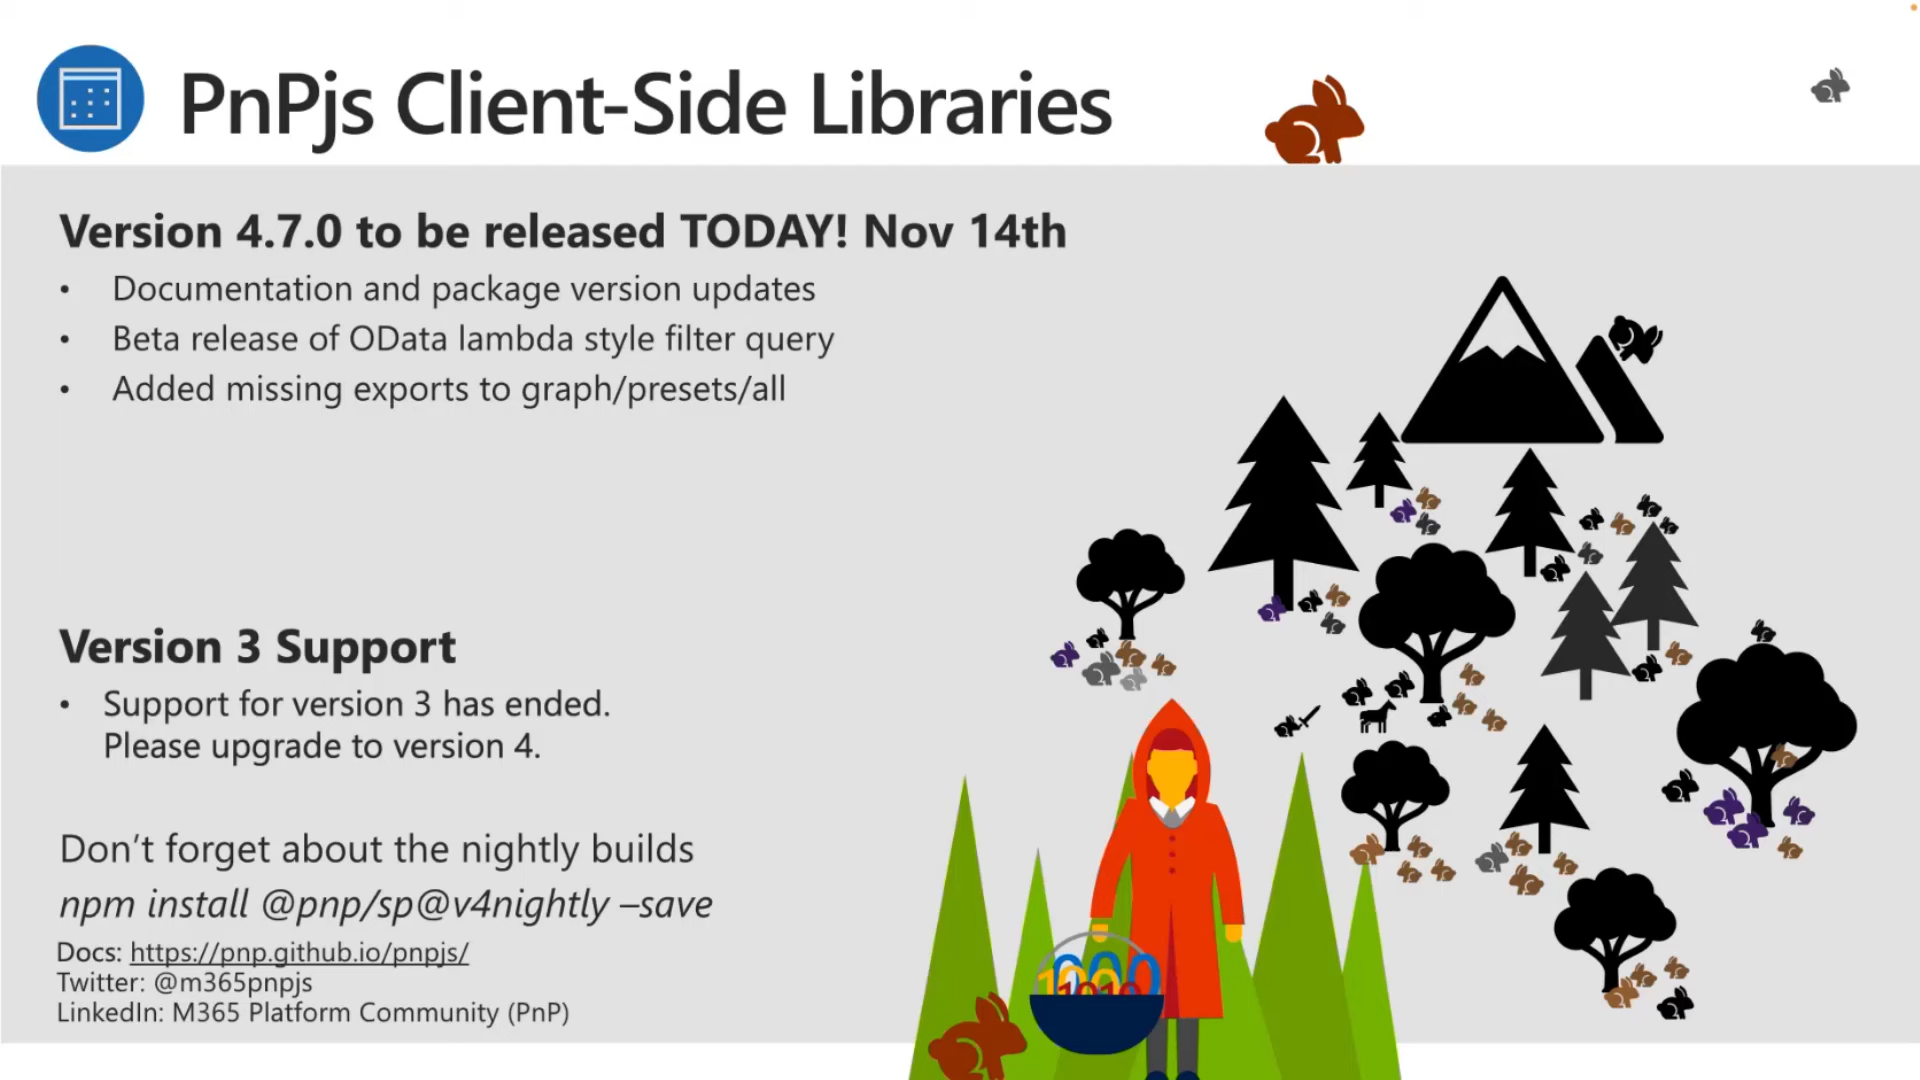 PnPjs Client-Side Libraries
Version 4.7.0 to be released TODAY! Nov 14th
• Documentation and package version updates
• Beta release of OData lambda style filter query
• Added missing exports to graph/presets/all
Version 3 Support
• Support for version 3 has ended.
Please upgrade to version 4.
Don’t forget about the nightly builds
npm install @pnp/sp@v4nightly –save
Docs: https://pnp.github.io/pnpjs/
Twitter: @m365pnpjs
LinkedIn: M365 Platform Community (PnP)